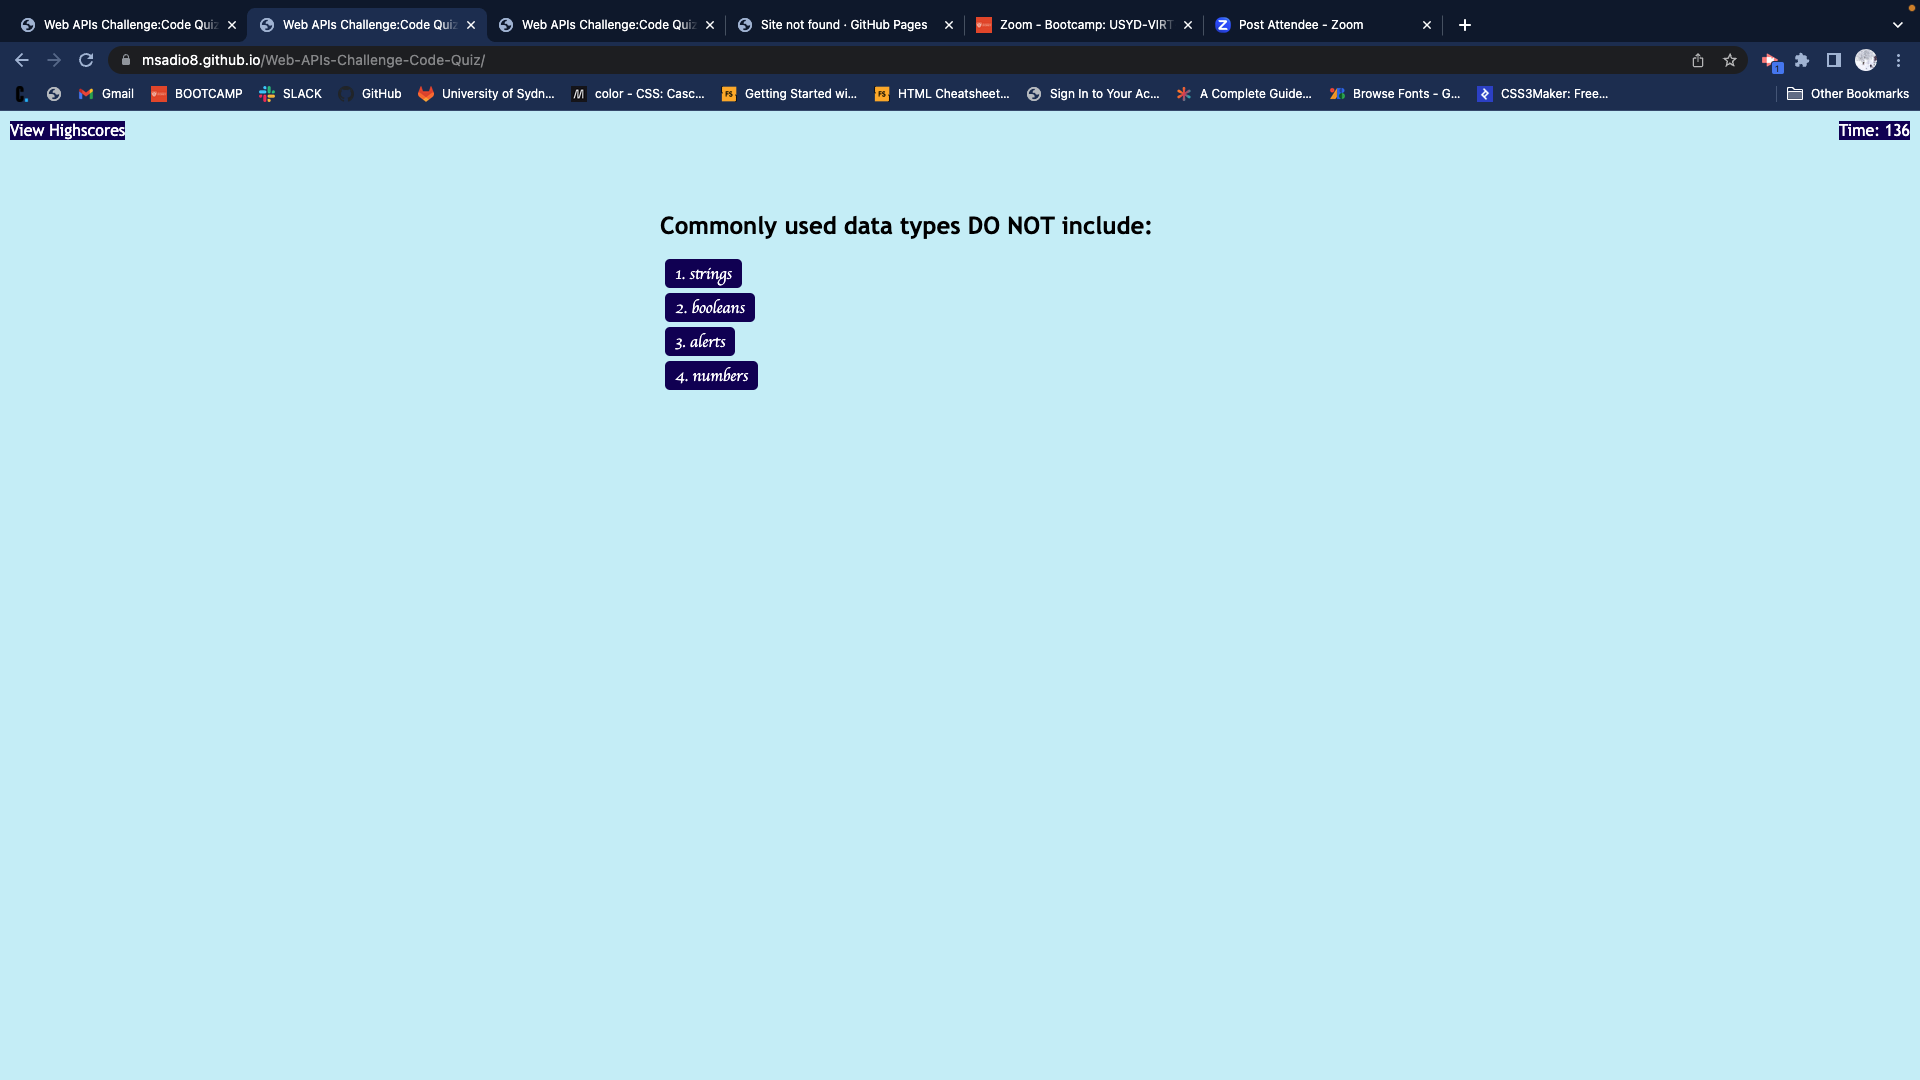 Web APIs Challenge:Code Quiz
Web APIs Challenge:Code Quiz
Web APIs Challenge:Code Quiz
Site not found · GitHub Pages
Zoom - Bootcamp: USYD-VIRT
Post Attendee - Zoom
msadio8.github.io/Web-APIs-Challenge-Code-Quiz/
1
Gmail
BOOTCAMP
SLACK
GitHub
University of Sydn...
color - CSS: Casc...
Getting Started wi...
HTML Cheatsheet...
Sign In to Your Ac...
A Complete Guide...
Browse Fonts - G...
CSS3Maker: Free...
Other Bookmarks
View Highscores
Time: 136
Commonly used data types DO NOT include:
1. strings
2. booleans
3. alerts
4. numbers